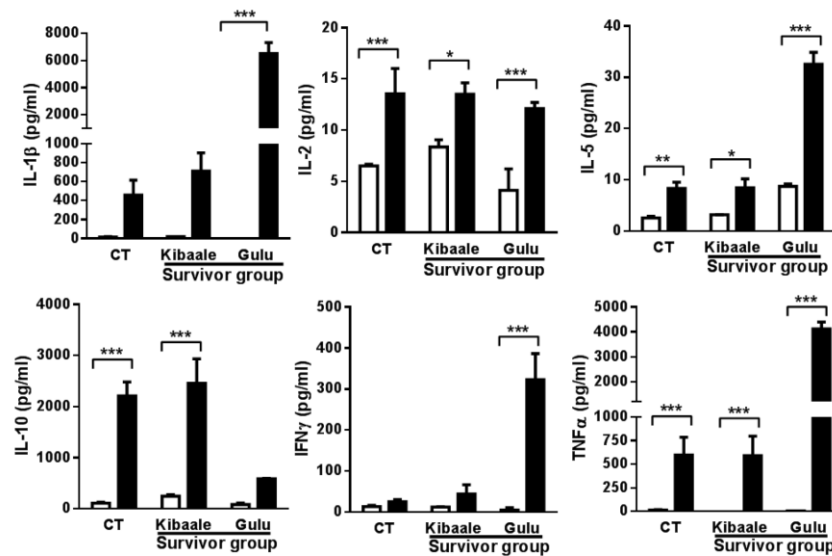 ***
8000
6000
4000
2000
1000
800
600
400
200
0
IL-1β (pg/ml)
CT Kibaale Gulu
Survivor group
*** * ***
20
15
10
5
0
IL-2 (pg/ml)
CT Kibaale Gulu
Survivor group
** * ***
40
30
20
10
0
IL-5 (pg/ml)
CT Kibaale Gulu
Survivor group
*** ***
4000
3000
2000
1000
0
IL-10 (pg/ml)
CT Kibaale Gulu
Survivor group
***
500
400
300
200
100
0
IFNγ (pg/ml)
CT Kibaale Gulu
Survivor group
*** *** ***
5000
4000
3000
2000
1000
750
500
250
0
TNFα (pg/ml)
CT Kibaale Gulu
Survivor group